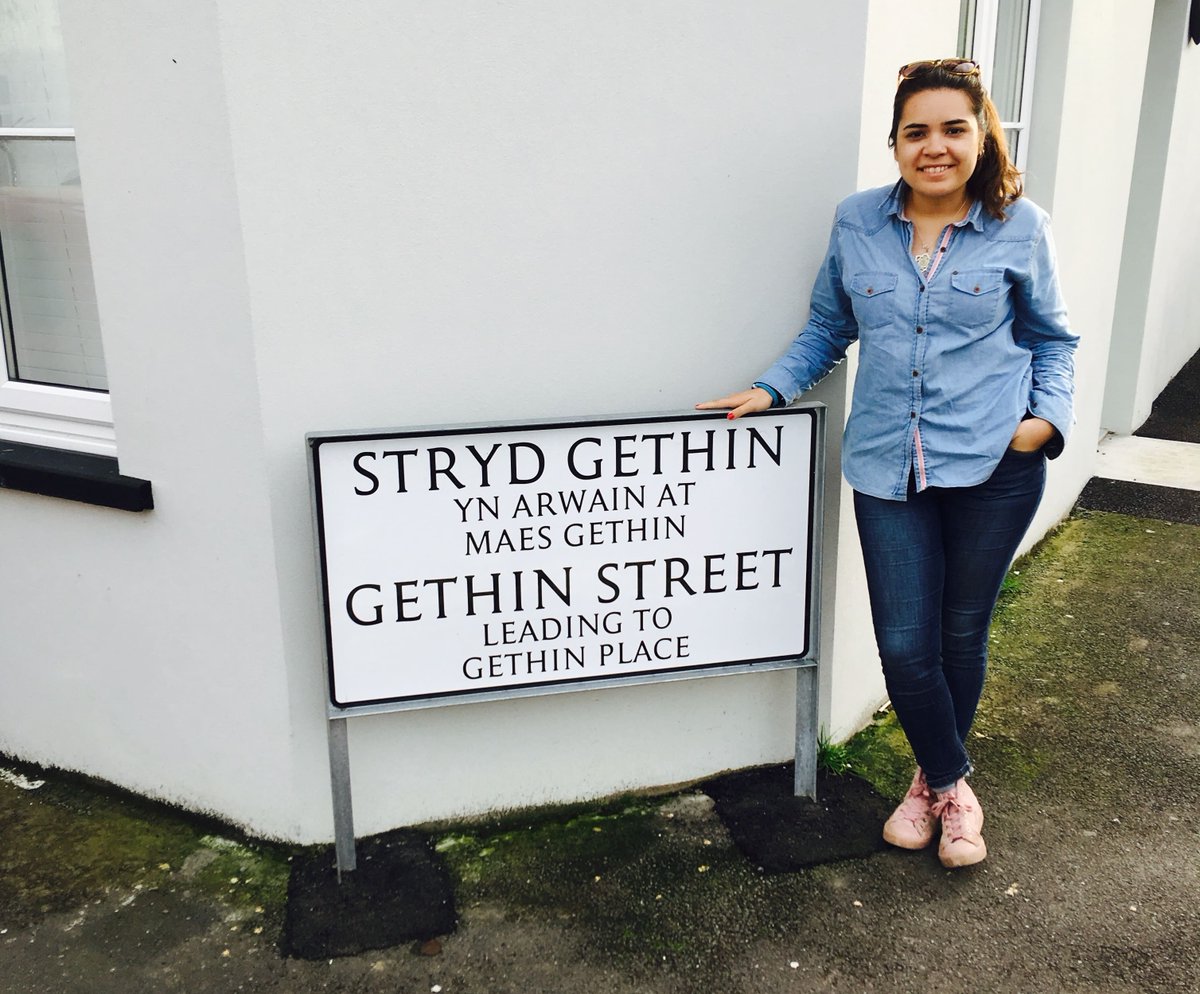 STRYD GETHIN
YN ARWAIN AT
MAES GETHIN
GETHIN STREET
LEADING TO
GETHIN PLACE